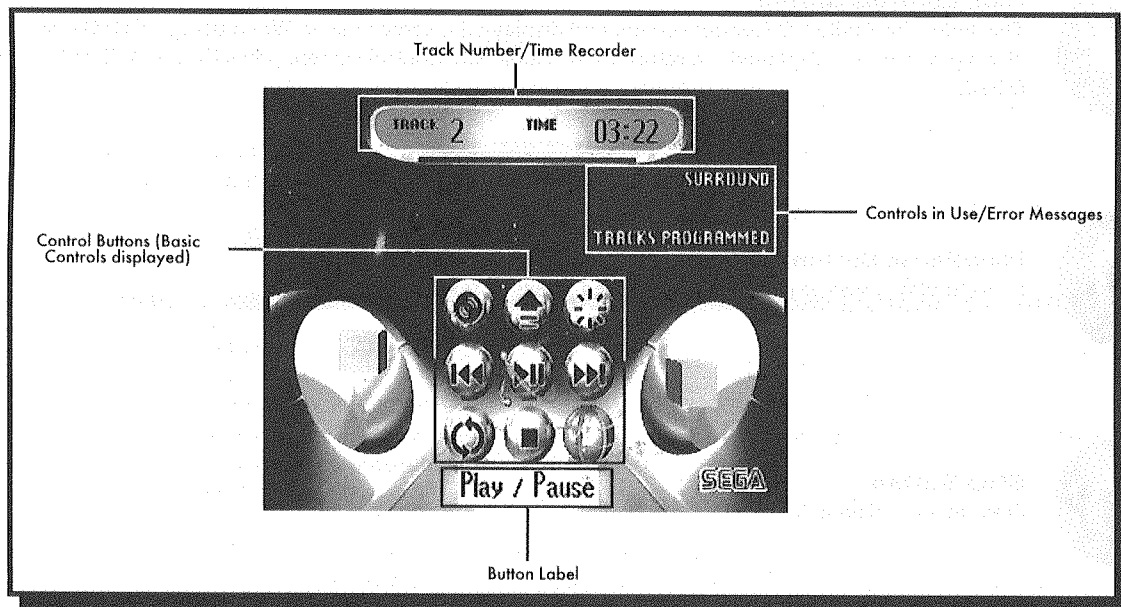 Track Number/Time Recorder
TRACK 2 TIME 03:22
SURROUND
Controls in Use/Error Messages
TRACKS PROGRAMMED
Control Buttons (Basic
Controls displayed)
Play / Pause
SEGA
Button Label